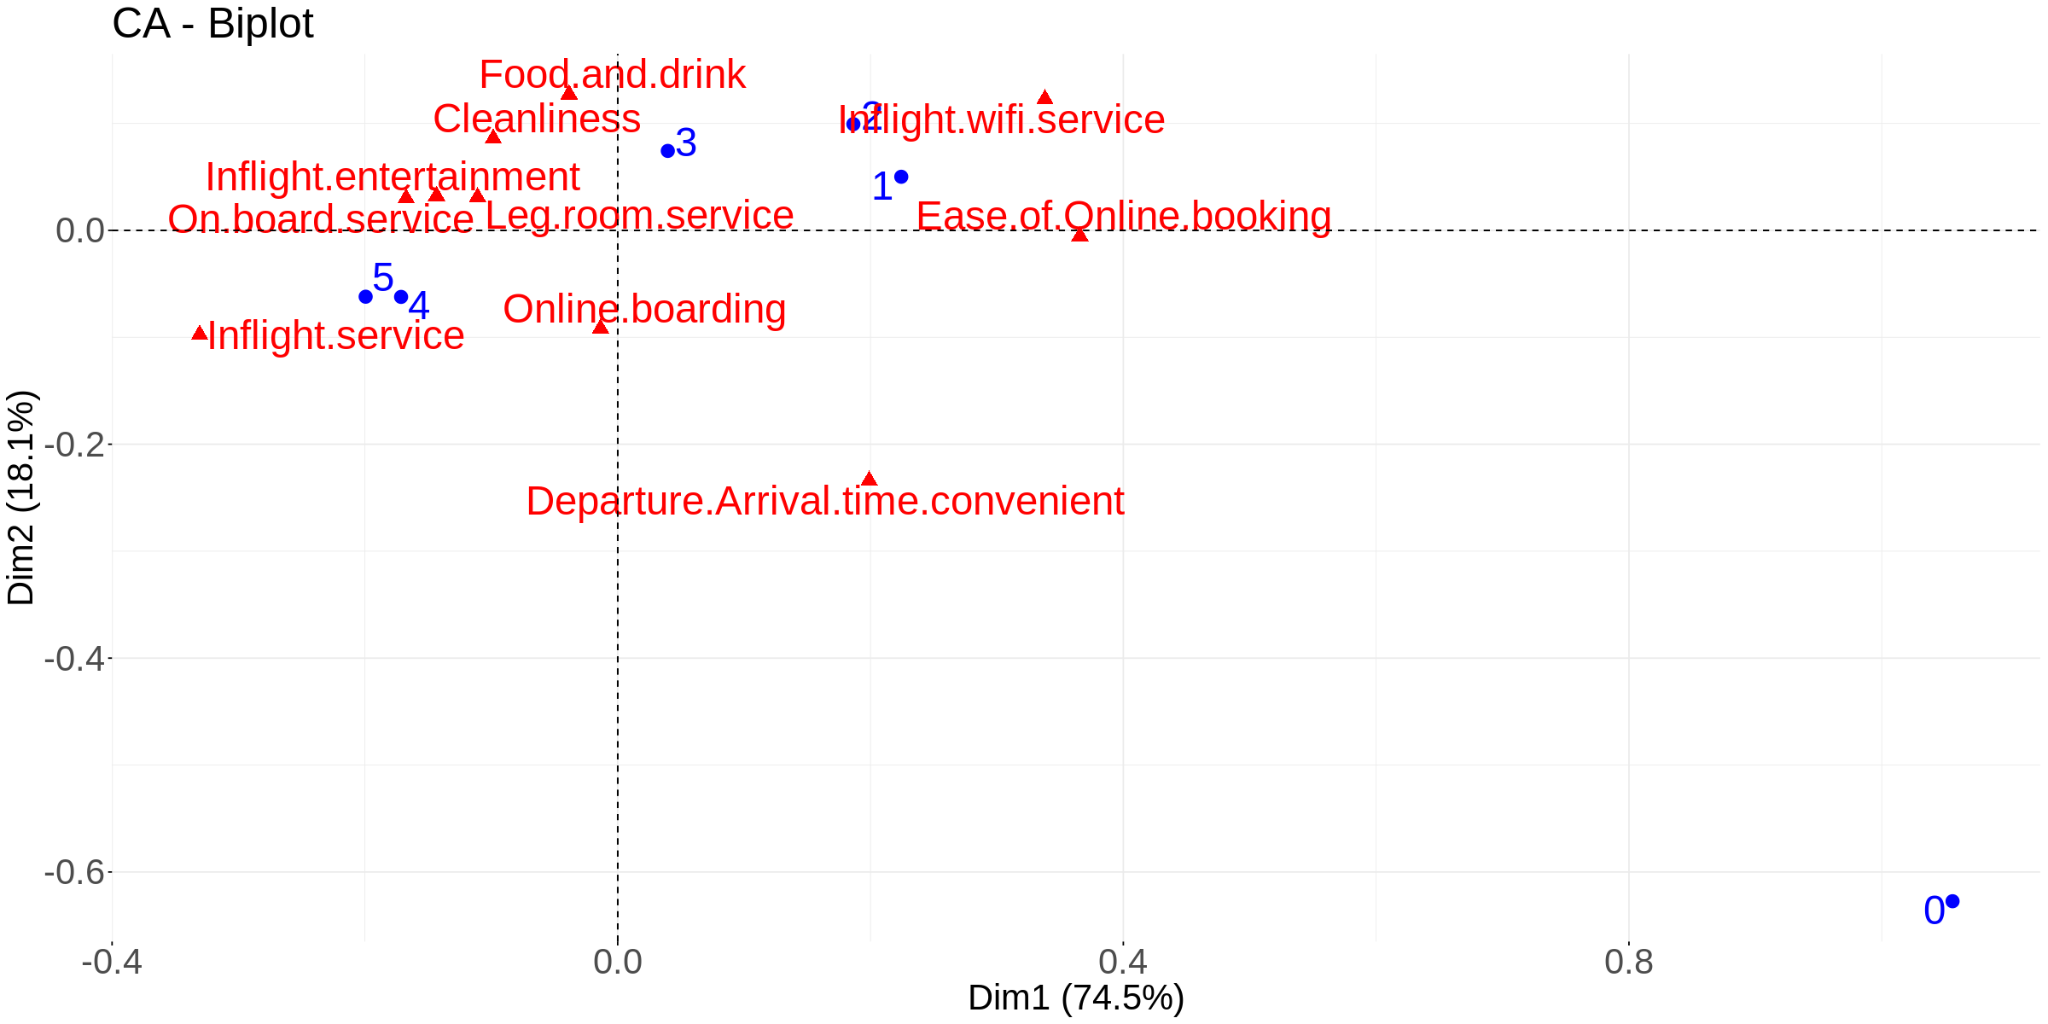 CA - Biplot
Food.and.drink
Cleanliness
2
Inflight.wifi.service
3
Inflight.entertainment
1
On.board.service
Leg.room.service
Ease.of.Online.booking
0.0
5
4
Online.boarding
Inflight.service
-0.2
Departure.Arrival.time.convenient
Dim2 (18.1%)
-0.4
-0.6
0
-0.4
0.0
0.4
0.8
Dim1 (74.5%)